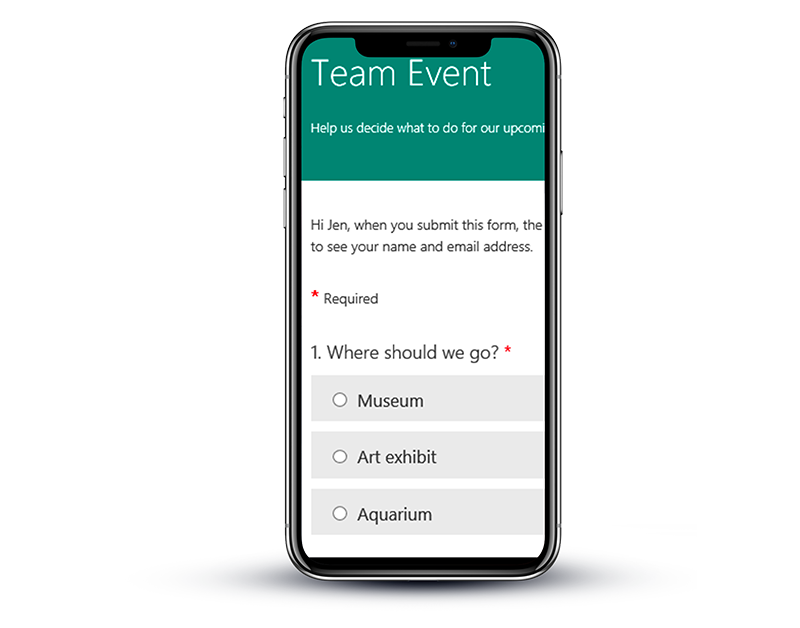 Team Event
Help us decide what to do for our upcomi
Hi Jen, when you submit this form, the
to see your name and email address.
* Required
1. Where should we go? *
Museum
Art exhibit
Aquarium